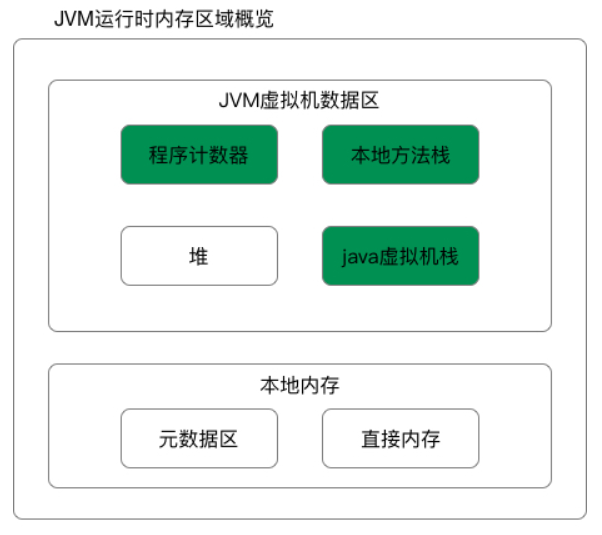 JVM运行时内存区域概览
JVM虚拟机数据区
程序计数器
本地方法栈
堆
java虚拟机栈
本地内存
元数据区
直接内存